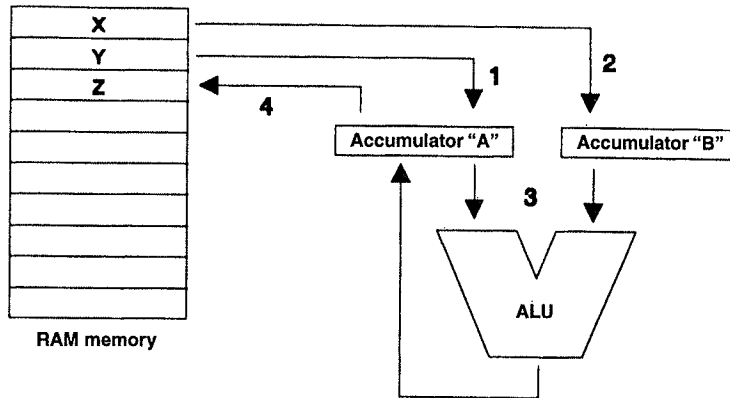 X
Y
Z
1
2
4
Accumulator "A"
Accumulator "B"
3
ALU
RAM memory